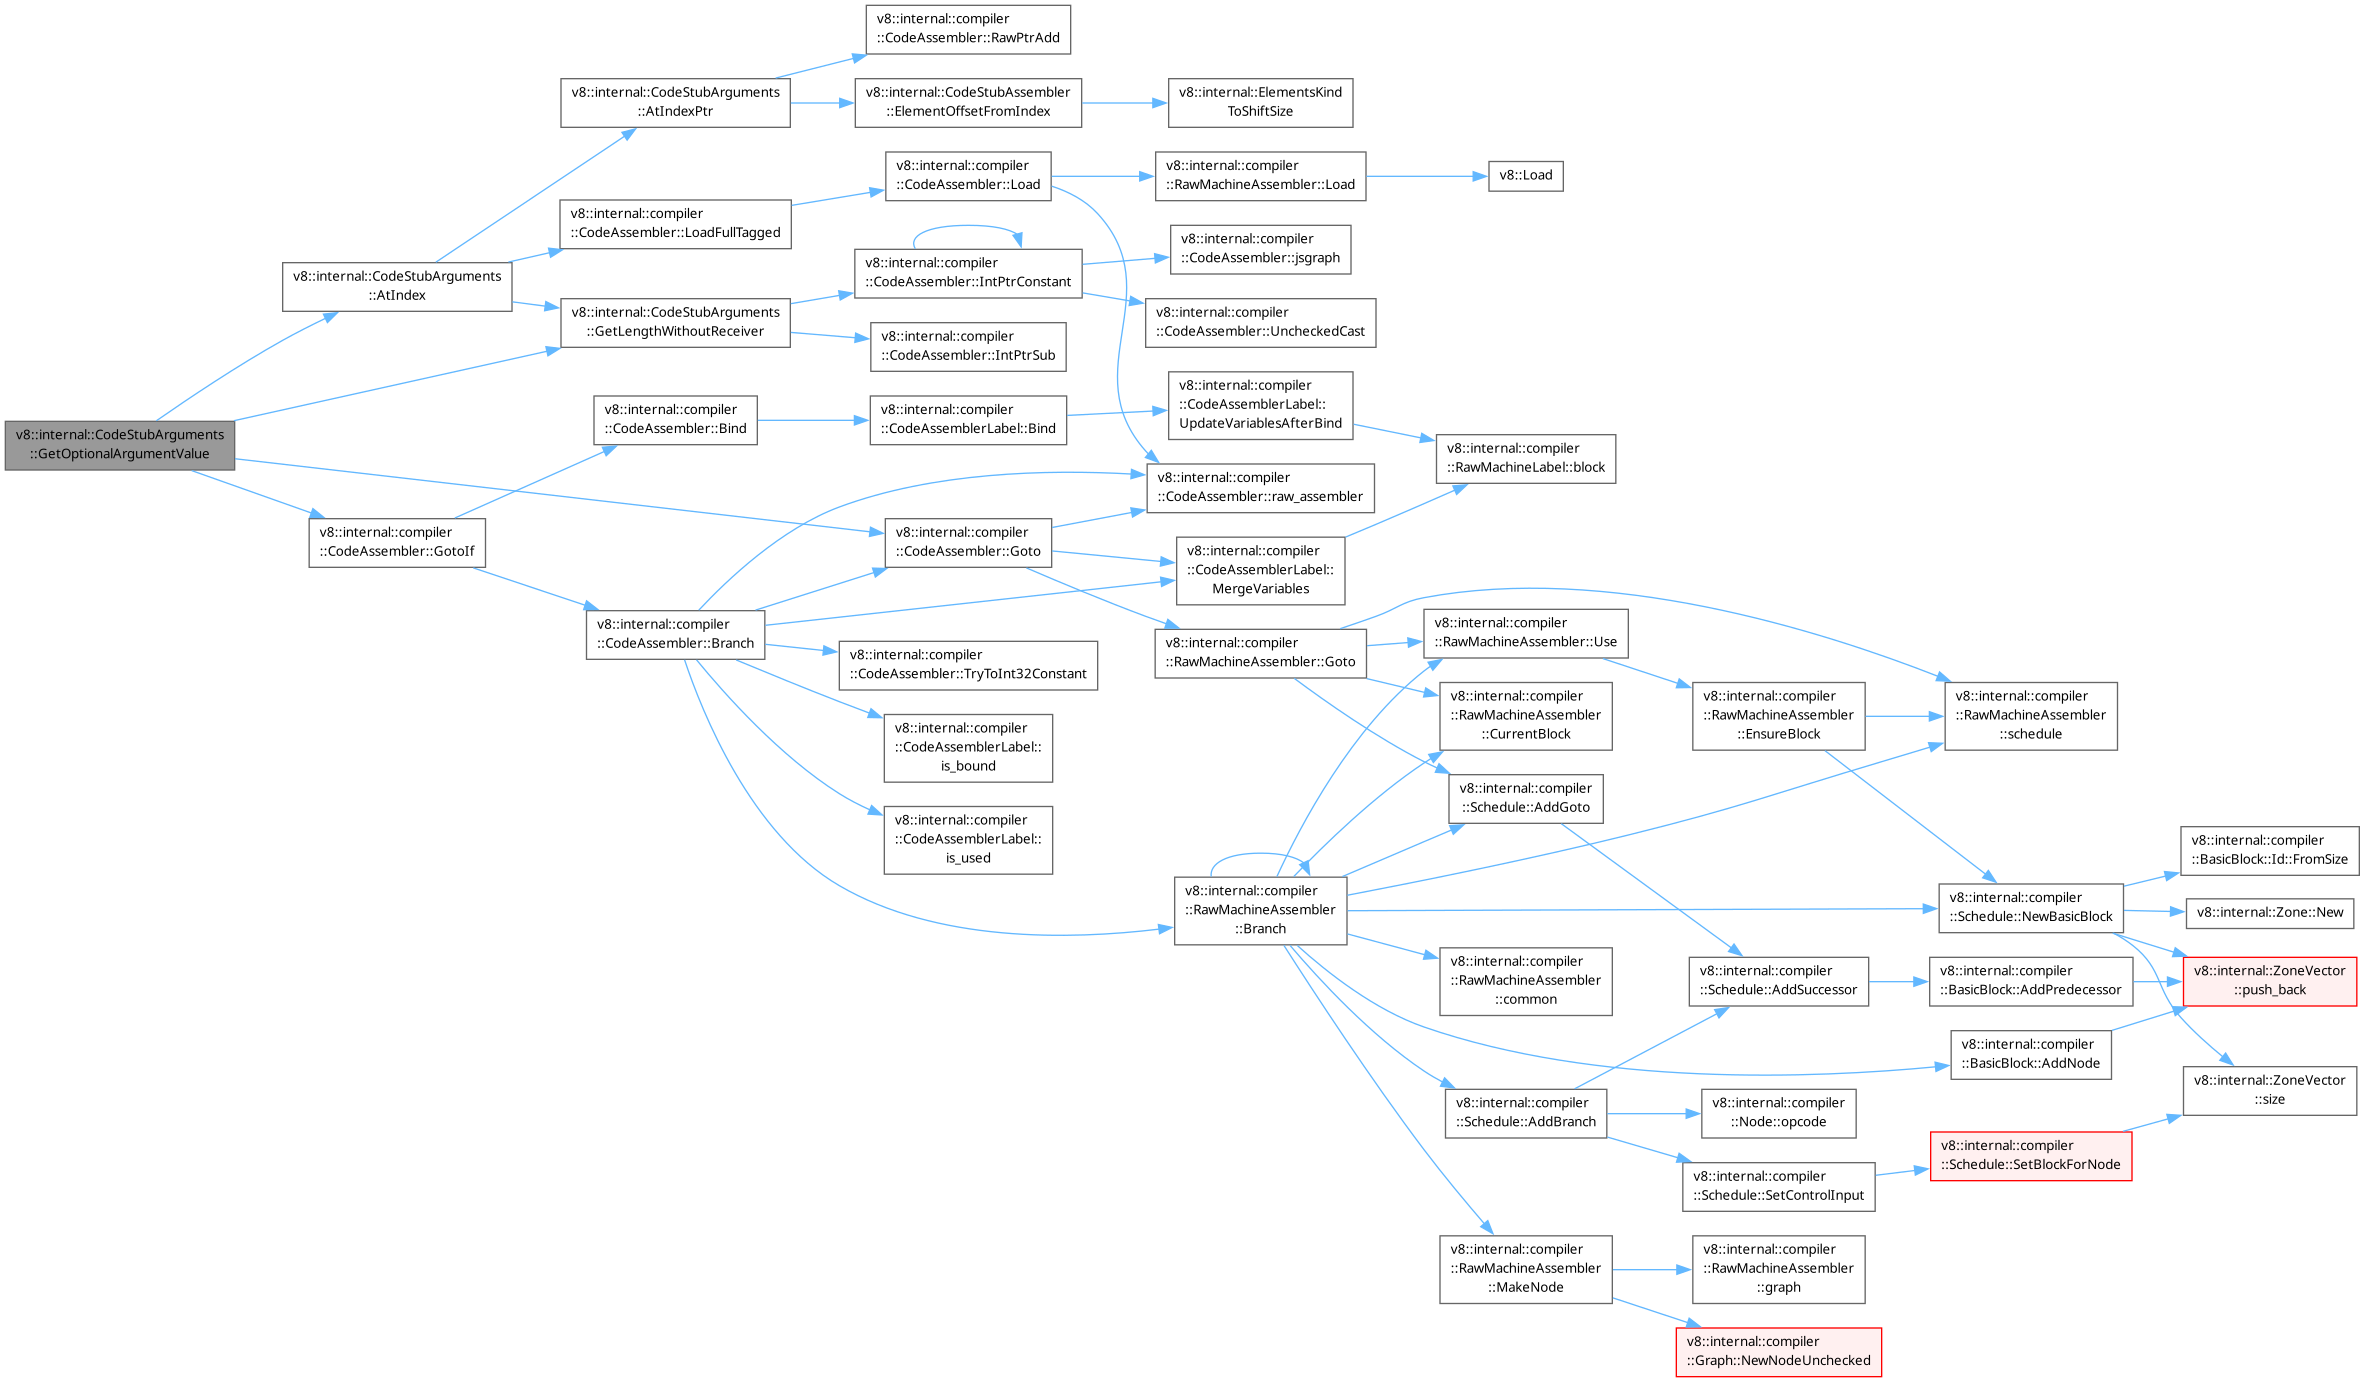 v8::internal::CodeStubArguments
::GetOptionalArgumentValue
v8::internal::CodeStubArguments
::AtIndex
v8::internal::compiler
::CodeAssembler::GotoIf
v8::internal::CodeStubArguments
::AtIndexPtr
v8::internal::compiler
::CodeAssembler::LoadFullTagged
v8::internal::CodeStubArguments
::GetLengthWithoutReceiver
v8::internal::compiler
::CodeAssembler::Bind
v8::internal::compiler
::CodeAssembler::Branch
v8::internal::compiler
::CodeAssembler::RawPtrAdd
v8::internal::CodeStubAssembler
::ElementOffsetFromIndex
v8::internal::compiler
::CodeAssembler::Load
v8::internal::compiler
::CodeAssembler::IntPtrConstant
v8::internal::compiler
::CodeAssembler::IntPtrSub
v8::internal::compiler
::CodeAssemblerLabel::Bind
v8::internal::compiler
::CodeAssembler::Goto
v8::internal::compiler
::CodeAssembler::TryToInt32Constant
v8::internal::compiler
::CodeAssemblerLabel::
is_bound
v8::internal::compiler
::CodeAssemblerLabel::
is_used
v8::internal::ElementsKind
ToShiftSize
v8::internal::compiler
::RawMachineAssembler::Load
v8::internal::compiler
::CodeAssembler::jsgraph
v8::internal::compiler
::CodeAssembler::UncheckedCast
v8::internal::compiler
::CodeAssemblerLabel::
UpdateVariablesAfterBind
v8::internal::compiler
::CodeAssembler::raw_assembler
v8::internal::compiler
::CodeAssemblerLabel::
MergeVariables
v8::internal::compiler
::RawMachineAssembler::Goto
v8::internal::compiler
::RawMachineAssembler
::Branch
v8::Load
v8::internal::compiler
::RawMachineLabel::block
v8::internal::compiler
::RawMachineAssembler::Use
v8::internal::compiler
::RawMachineAssembler
::CurrentBlock
v8::internal::compiler
::Schedule::AddGoto
v8::internal::compiler
::RawMachineAssembler
::common
v8::internal::compiler
::Schedule::AddBranch
v8::internal::compiler
::RawMachineAssembler
::MakeNode
v8::internal::compiler
::RawMachineAssembler
::EnsureBlock
v8::internal::compiler
::Schedule::AddSuccessor
v8::internal::compiler
::Node::opcode
v8::internal::compiler
::Schedule::SetControlInput
v8::internal::compiler
::RawMachineAssembler
::graph
v8::internal::compiler
::Graph::NewNodeUnchecked
v8::internal::compiler
::RawMachineAssembler
::schedule
v8::internal::compiler
::Schedule::NewBasicBlock
v8::internal::compiler
::BasicBlock::AddPredecessor
v8::internal::compiler
::BasicBlock::AddNode
v8::internal::compiler
::Schedule::SetBlockForNode
v8::internal::compiler
::BasicBlock::Id::FromSize
v8::internal::Zone::New
v8::internal::ZoneVector
::push_back
v8::internal::ZoneVector
::size